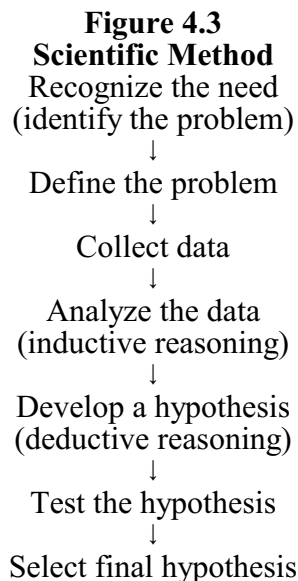 Figure 4.3
Scientific Method
Recognize the need
(identify the problem)
↓
Define the problem
↓
Collect data
↓
Analyze the data
(inductive reasoning)
↓
Develop a hypothesis
(deductive reasoning)
↓
Test the hypothesis
↓
Select final hypothesis